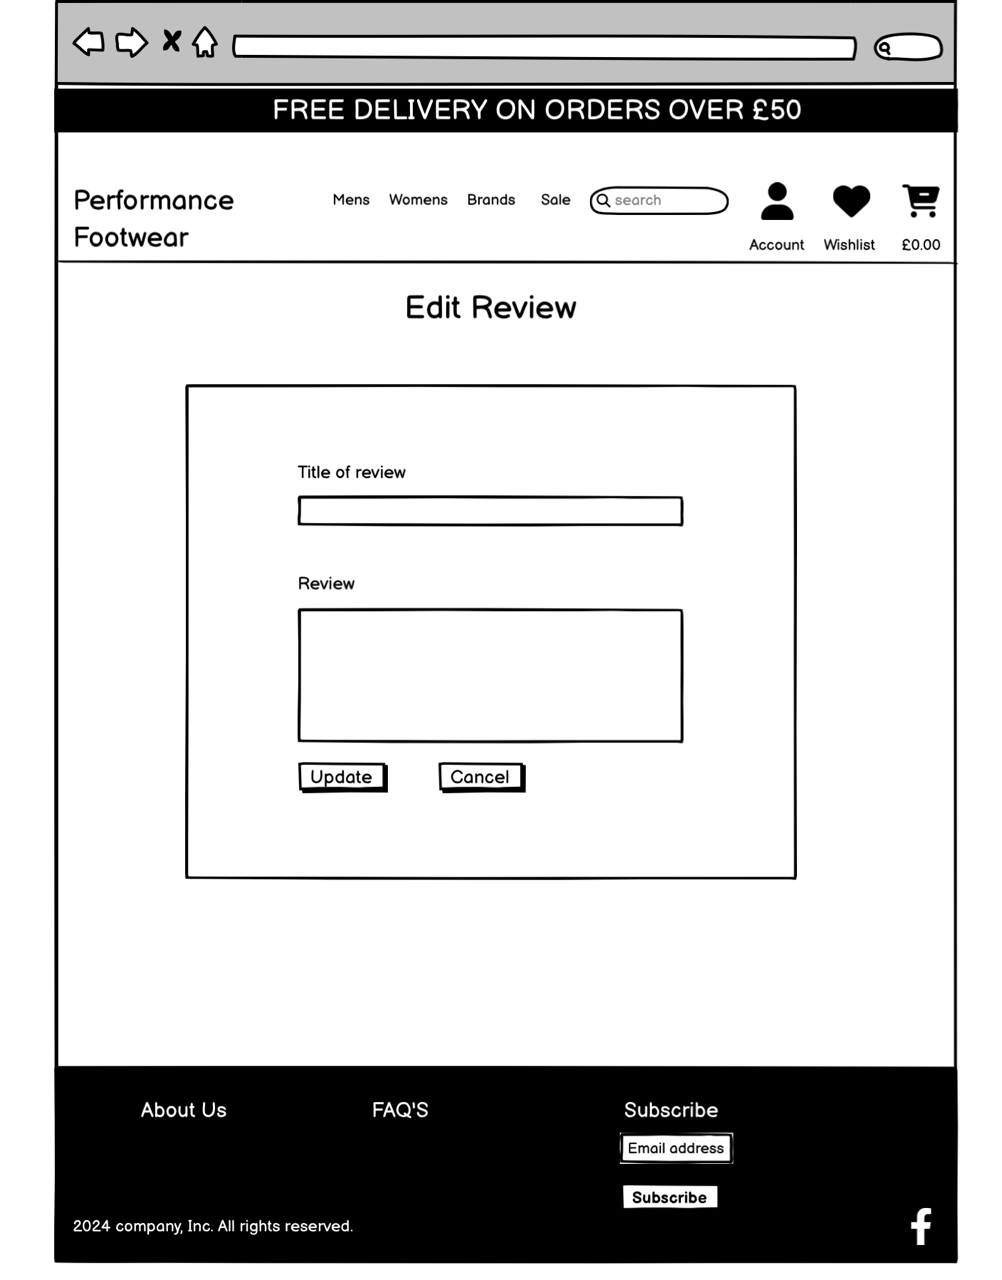 FREE DELIVERY ON ORDERS OVER £50
Performance
Footwear
Mens Womens Brands Sale search
Account Wishlist £0.00
Edit Review
Title of review
Review
Update Cancel
About Us FAQ'S Subscribe
Email address
Subscribe
2024 company, Inc. All rights reserved.